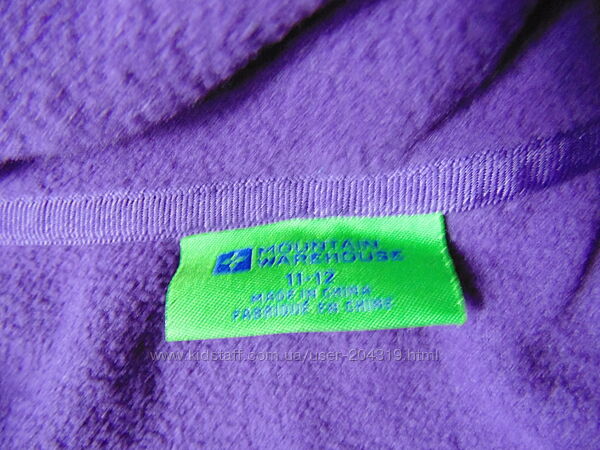 MOUNTAIN
WAREHOUSE
11-12
MADE IN CHINA
FABRIQUE EN CHINE
www.kidstaff.com.ua/user-204319.html